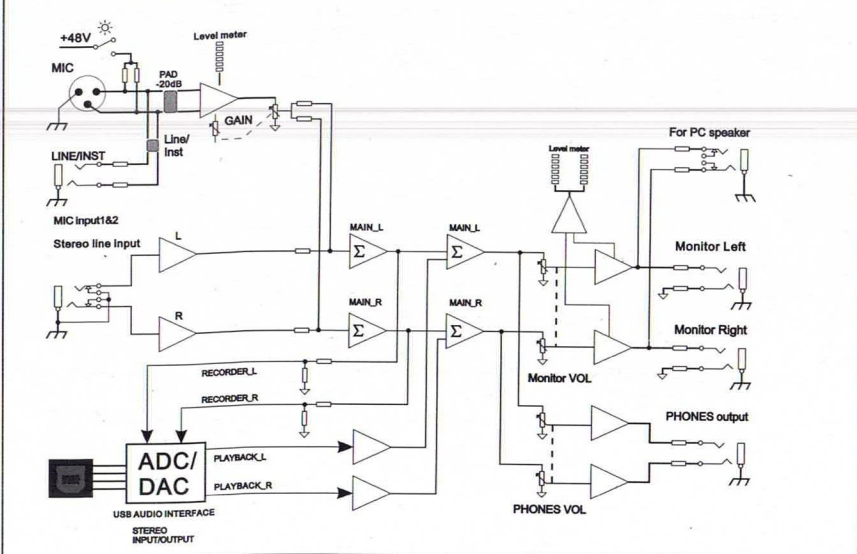 Level meter
+48V
MIC
PAD
-20dB
GAIN
Line/
Inst
LINE/INST
MIC input1&2
Stereo line input
L
R
MAIN_L
Σ
MAIN_L
Σ
MAIN_R
Σ
MAIN_R
Σ
Level meter
For PC speaker
Monitor Left
Monitor Right
Monitor VOL
PHONES output
PHONES VOL
RECORDER_L
RECORDER_R
ADC/
DAC
PLAYBACK_L
PLAYBACK_R
USB AUDIO INTERFACE
STEREO
INPUT/OUTPUT